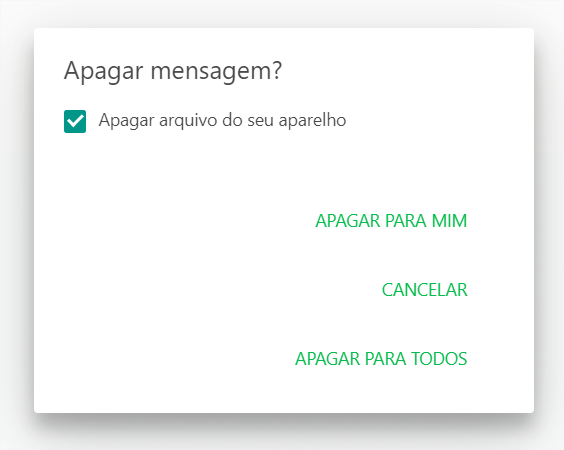 Apagar mensagem?
Apagar arquivo do seu aparelho
APAGAR PARA MIM
CANCELAR
APAGAR PARA TODOS